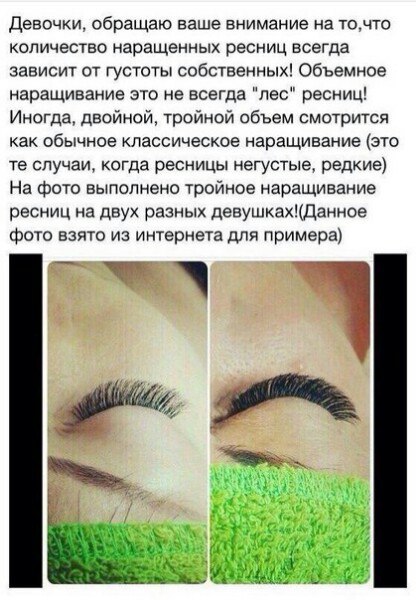 Девочки, обращаю ваше внимание на то,что
количество наращенных ресниц всегда
зависит от густоты собственных! Объемное
наращивание это не всегда "лес" ресниц!
Иногда, двойной, тройной объем смотрится
как обычное классическое наращивание (это
те случаи, когда ресницы негустые, редкие)
На фото выполнено тройное наращивание
ресниц на двух разных девушках!(Данное
фото взято из интернета для примера)